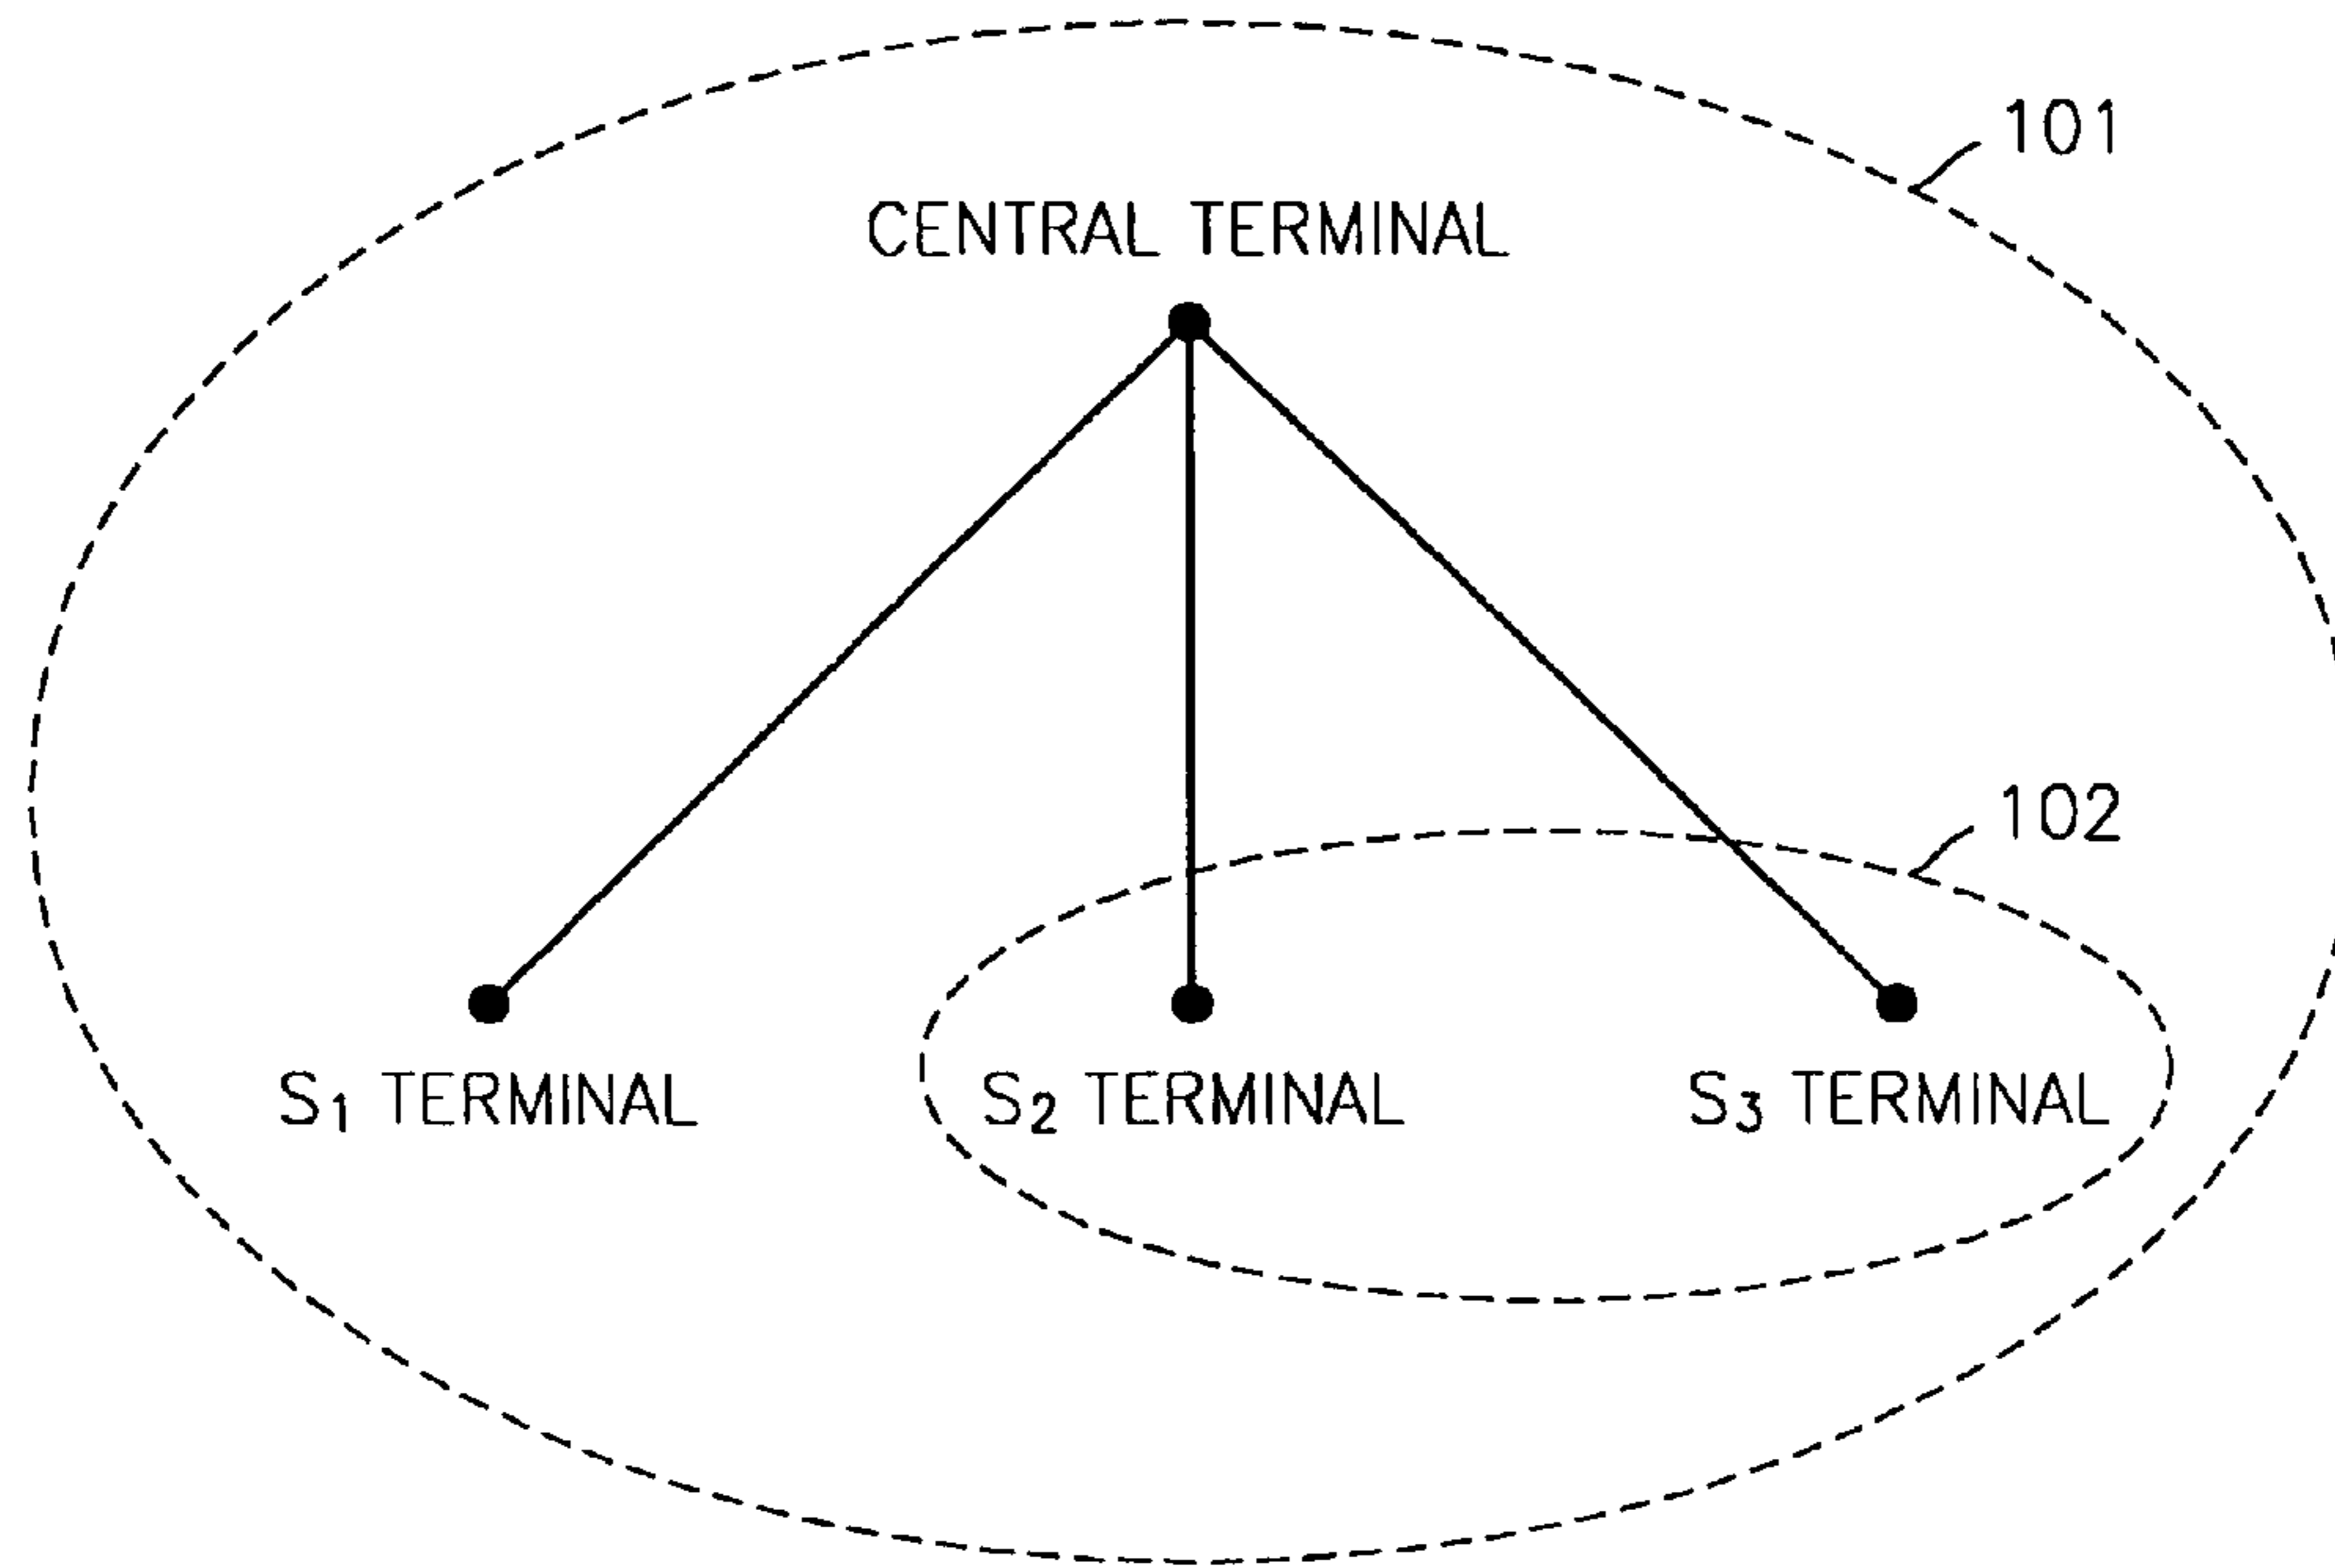 101
CENTRAL TERMINAL
102
S₁ TERMINAL
S₂ TERMINAL
S₃ TERMINAL